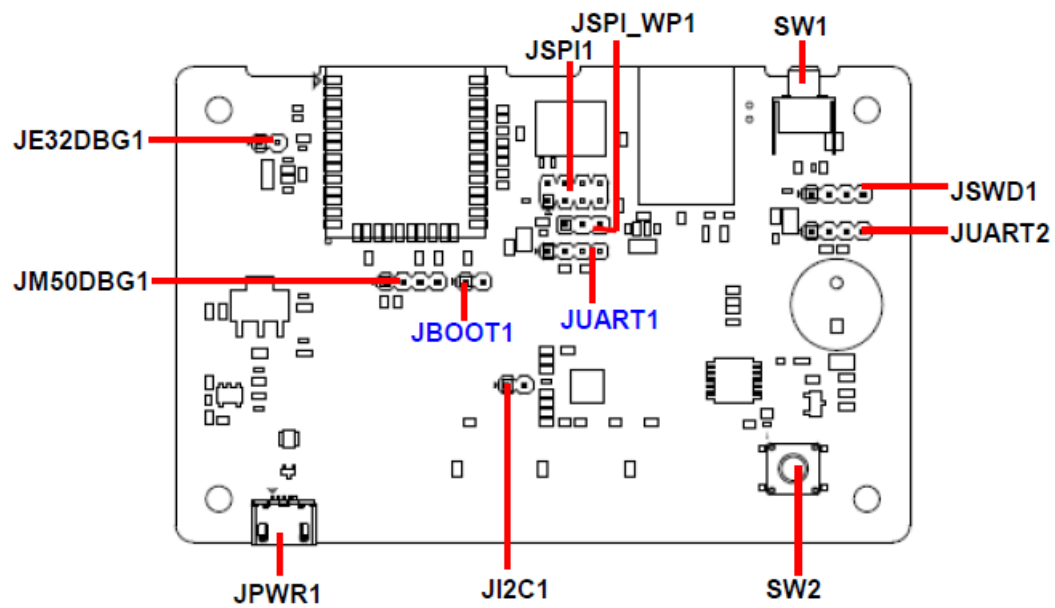 JSPI_WP1
SW1
JSPI1
JE32DBG1
JSWD1
JUART2
JM50DBG1
JBOOT1
JUART1
JPWR1
JI2C1
SW2